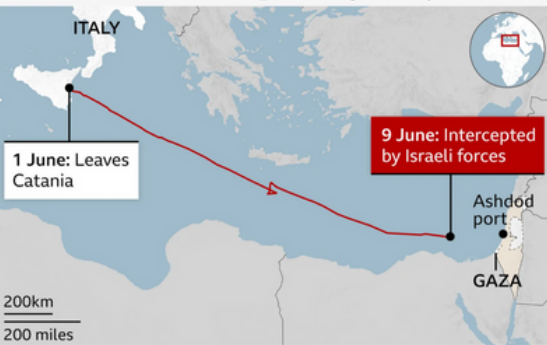 ITALY
1 June: Leaves
Catania
9 June: Intercepted
by Israeli forces
Ashdod
port
GAZA
200km
200 miles